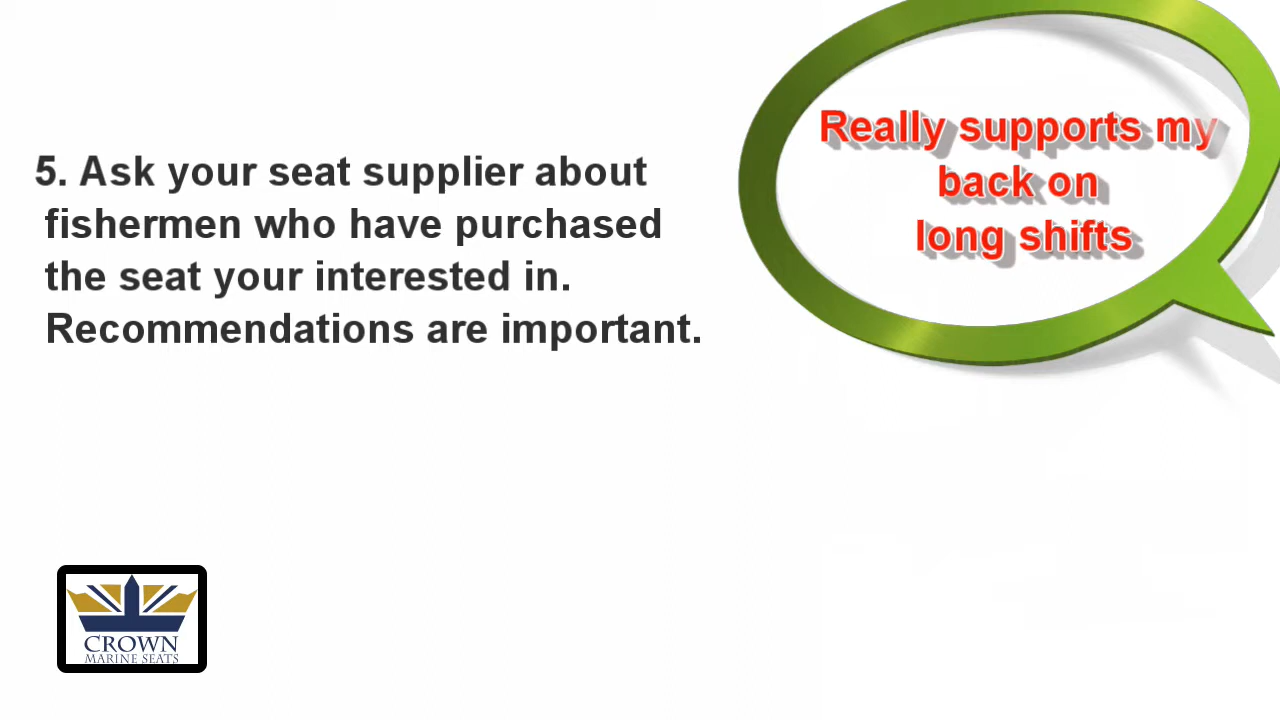 5. Ask your seat supplier about
fishermen who have purchased
the seat your interested in.
Recommendations are important.
Really supports my
back on
long shifts
CROWN
MARINE SEATS